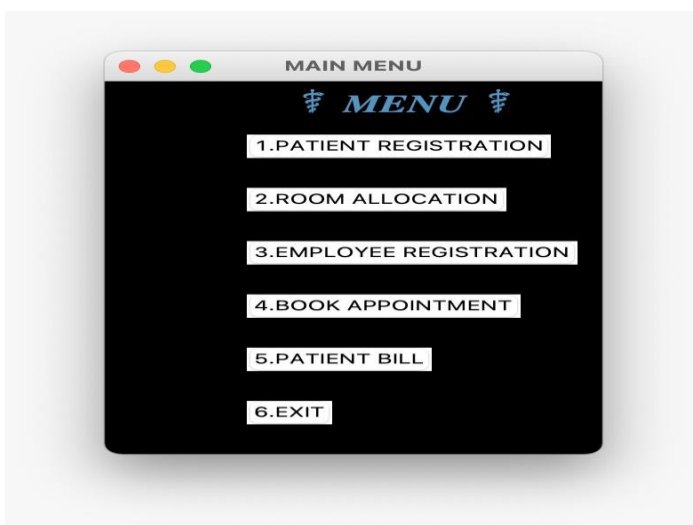 MAIN MENU
⚕ MENU ⚕
1.PATIENT REGISTRATION
2.ROOM ALLOCATION
3.EMPLOYEE REGISTRATION
4.BOOK APPOINTMENT
5.PATIENT BILL
6.EXIT